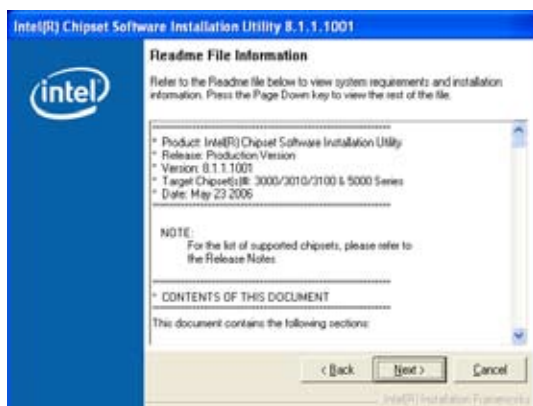 Intel(R) Chipset Software Installation Utility 8.1.1.1001
intel
Readme File Information
Refer to the Readme file below to view system requirements and installation
information. Press the Page Down key to view the rest of the file.
************************************************************
* Product: Intel(R) Chipset Software Installation Utility
* Release: Production Version
* Version: 8.1.1.1001
* Target Chipset(s)#: 3000/3010/3100 & 5000 Series
* Date: May 23 2006
************************************************************
NOTE:
For the list of supported chipsets, please refer to
the Release Notes
************************************************************
* CONTENTS OF THIS DOCUMENT
************************************************************
This document contains the following sections:
< Back
Next >
Cancel
Intel(R) Installation Frameworks